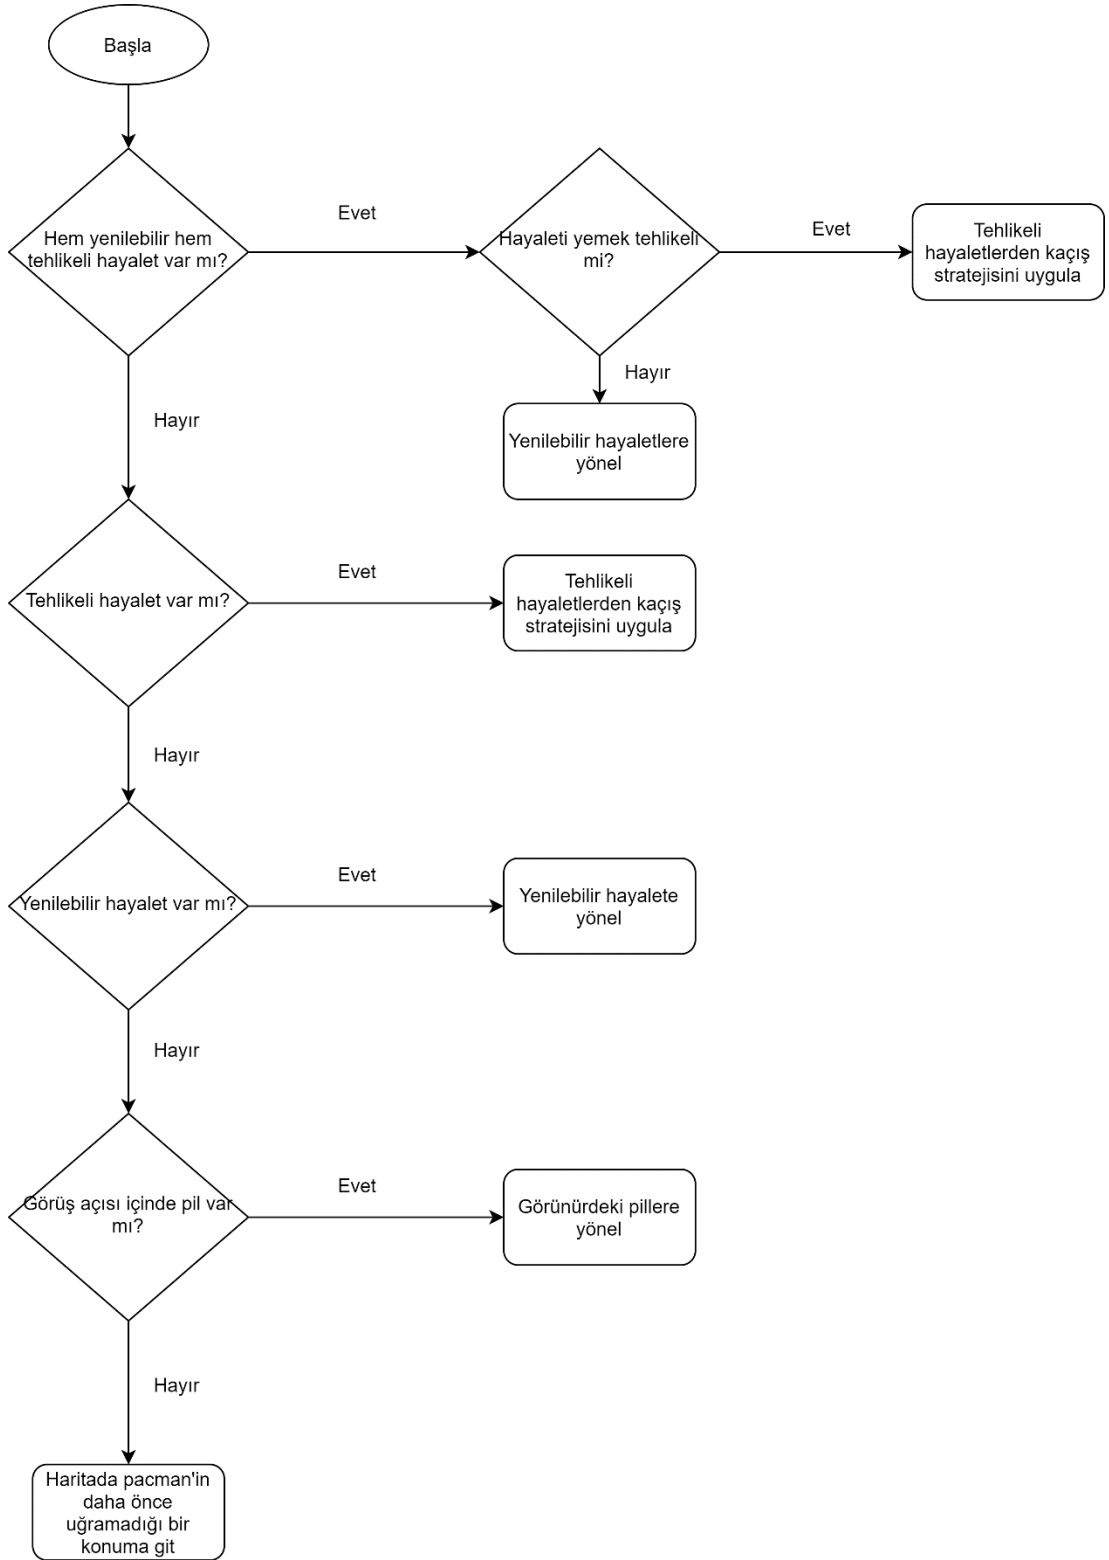 Başla
Hem yenilebilir hem
tehlikeli hayalet var mı?
Evet
Hayaleti yemek tehlikeli
mi?
Evet
Tehlikeli
hayaletlerden kaçış
stratejisini uygula
Hayır
Yenilebilir hayaletlere
yönel
Hayır
Tehlikeli hayalet var mı?
Evet
Tehlikeli
hayaletlerden kaçış
stratejisini uygula
Hayır
Yenilebilir hayalet var mı?
Evet
Yenilebilir hayalete
yönel
Hayır
Görüş açısı içinde pil var
mı?
Evet
Görünürdeki pillere
yönel
Hayır
Haritada pacman'in
daha önce
uğramadığı bir
konuma git